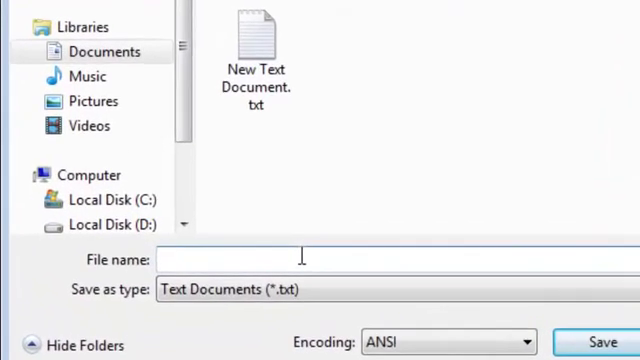 Libraries
Documents
Music
Pictures
Videos
Computer
Local Disk (C:)
Local Disk (D:)
New Text
Document.
txt
File name:
Save as type: Text Documents (*.txt)
Hide Folders
Encoding: ANSI
Save